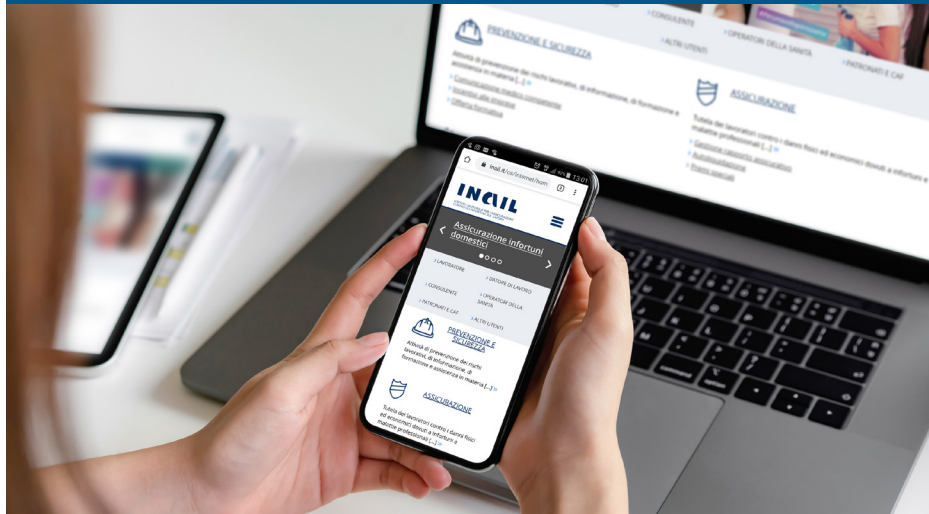 CONSULENTE
OPERATORI DELLA SANITÀ
ALTRI UTENTI
PATRONATI E CAF
PREVENZIONE E SICUREZZA
Attività di prevenzione dei rischi lavorativi, di informazione, di formazione e
assistenza in materia [...] »
Comunicazione medico competente
Incentivi alle imprese
Offerta formativa
ASSICURAZIONE
Tutela dei lavoratori contro i danni fisici ed economici dovuti a infortuni e
malattie professionali [...] »
Gestione rapporto assicurativo
Autoliquidazione
Premi speciali
13:01
inail.it/cs/internet/hom
INAIL
Assicurazione infortuni
domestici
LAVORATORE
DATORE DI LAVORO
CONSULENTE
OPERATORI DELLA
SANITÀ
PATRONATI E CAF
ALTRI UTENTI
PREVENZIONE E
SICUREZZA
Attività di prevenzione dei rischi
lavorativi, di informazione, di
formazione e assistenza in materia [...] »
ASSICURAZIONE
Tutela dei lavoratori contro i danni fisici
ed economici dovuti a infortuni e
malattie professionali [...] »
command
option